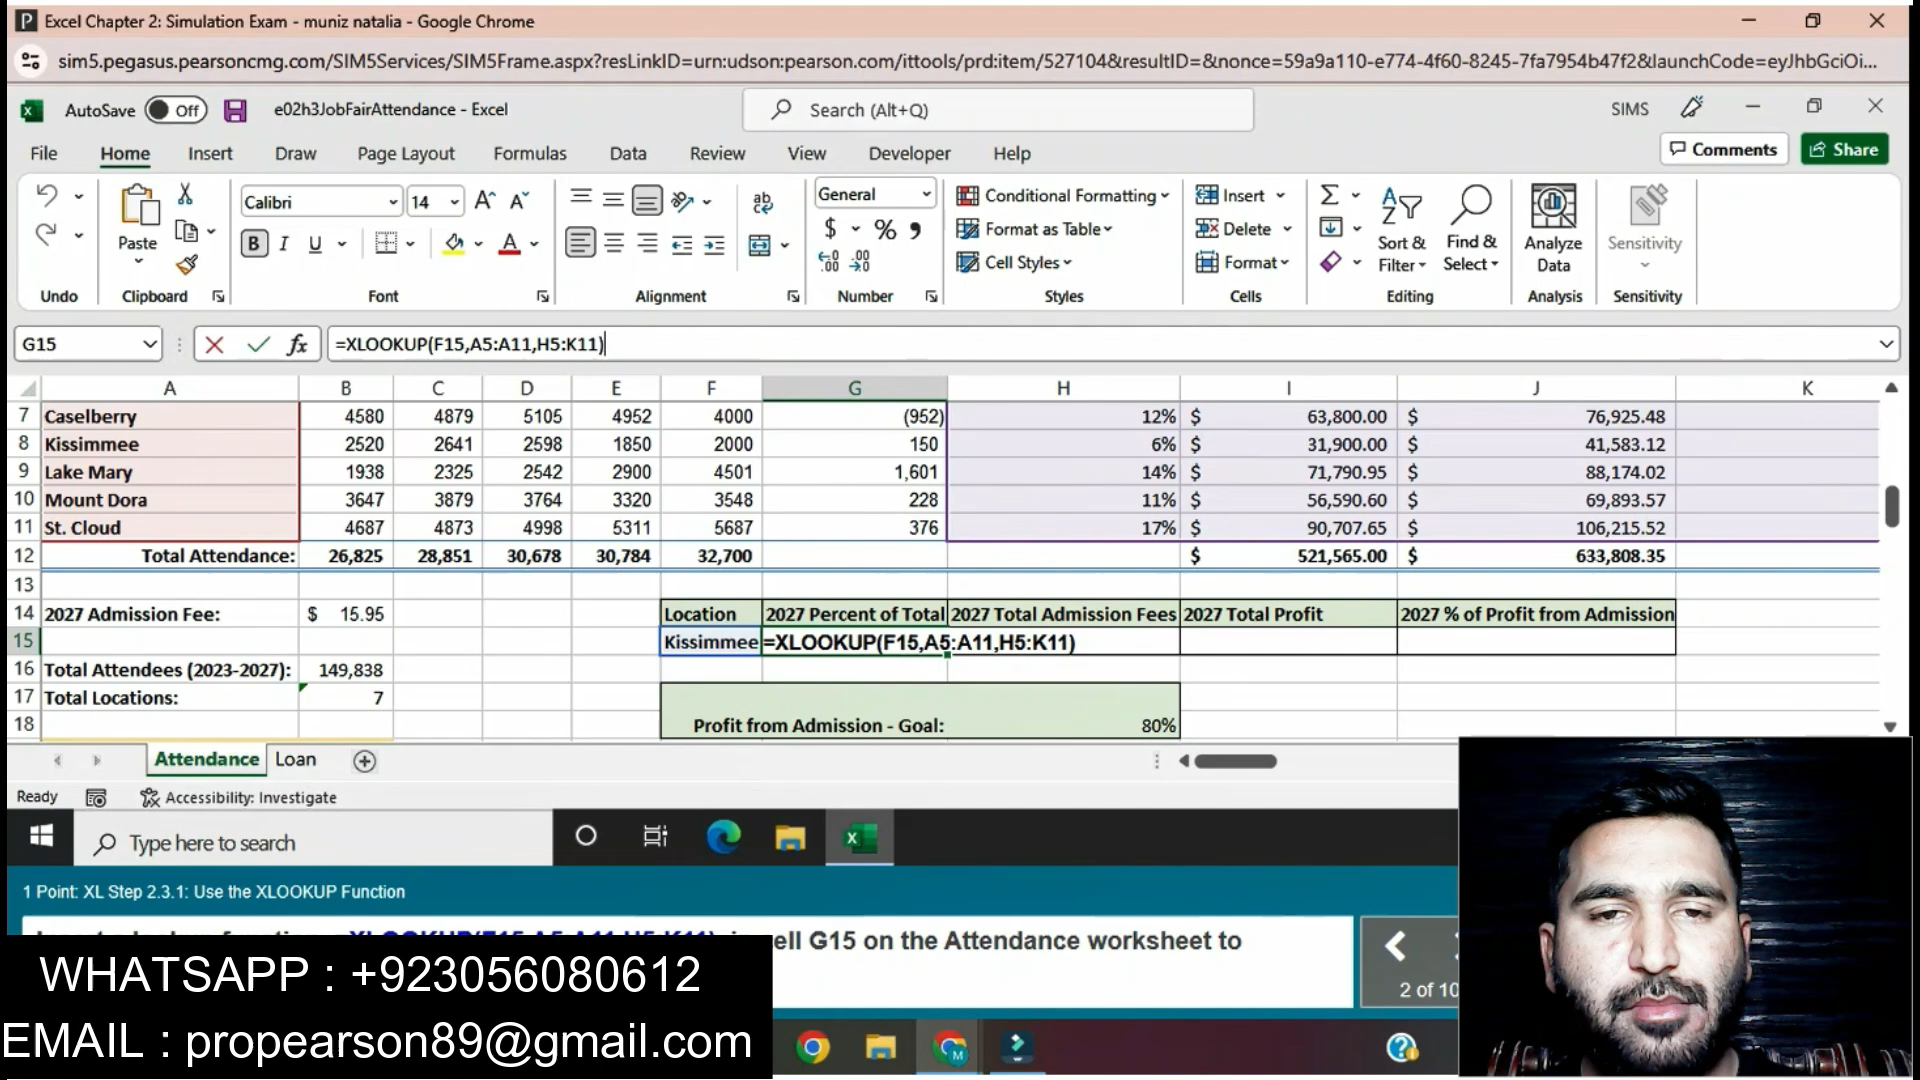 Excel Chapter 2: Simulation Exam - muniz natalia - Google Chrome
sim5.pegasus.pearsoncmg.com/SIM5Services/SIM5Frame.aspx?resLinkID=urn:udson:pearson.com/ittools/prd:item/527104&resultID=&nonce=59a9a110-e774-4f60-8245-7fa7954b47f2&launchCode=eyJhbGciOi...
AutoSave Off e02h3JobFairAttendance - Excel Search (Alt+Q) SIMS
File Home Insert Draw Page Layout Formulas Data Review View Developer Help Comments Share
Calibri 14 General Conditional Formatting Insert
Paste $ % Format as Table Delete Sort & Filter Find & Select Analyze Data Sensitivity
B I U A Cell Styles Format
Undo Clipboard Font Alignment Number Styles Cells Editing Analysis Sensitivity
G15 fx =XLOOKUP(F15,A5:A11,H5:K11)
A B C D E F G H I J K
7 Caselberry 4580 4879 5105 4952 4000 (952) 12% $ 63,800.00 $ 76,925.48
8 Kissimmee 2520 2641 2598 1850 2000 150 6% $ 31,900.00 $ 41,583.12
9 Lake Mary 1938 2325 2542 2900 4501 1,601 14% $ 71,790.95 $ 88,174.02
10 Mount Dora 3647 3879 3764 3320 3548 228 11% $ 56,590.60 $ 69,893.57
11 St. Cloud 4687 4873 4998 5311 5687 376 17% $ 90,707.65 $ 106,215.52
12 Total Attendance: 26,825 28,851 30,678 30,784 32,700 $ 521,565.00 $ 633,808.35
13
14 2027 Admission Fee: $ 15.95 Location 2027 Percent of Total 2027 Total Admission Fees 2027 Total Profit 2027 % of Profit from Admission
15 Kissimmee =XLOOKUP(F15,A5:A11,H5:K11)
16 Total Attendees (2023-2027): 149,838
17 Total Locations: 7
18 Profit from Admission - Goal: 80%
Attendance Loan
Ready Accessibility: Investigate
Type here to search
1 Point: XL Step 2.3.1: Use the XLOOKUP Function
ell G15 on the Attendance worksheet to
2 of 10
WHATSAPP : +923056080612
EMAIL : propearson89@gmail.com